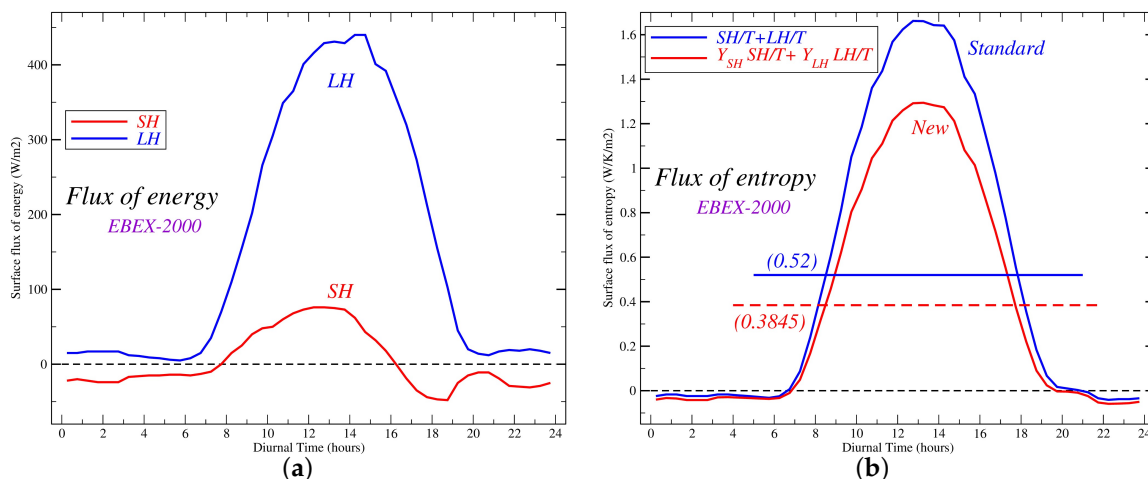 Surface flux of energy (W/m2)
400
300
200
100
0
SH
LH
Flux of energy
EBEX-2000
LH
SH
0 2 4 6 8 10 12 14 16 18 20 22 24
Diurnal Time (hours)
(a)
Surface flux of entropy (W/K/m2)
1.6
1.4
1.2
1
0.8
0.6
0.4
0.2
0
SH/T+LH/T
Y_SH SH/T+ Y_LH LH/T
Standard
New
Flux of entropy
EBEX-2000
(0.52)
(0.3845)
0 2 4 6 8 10 12 14 16 18 20 22 24
Diurnal Time (hours)
(b)